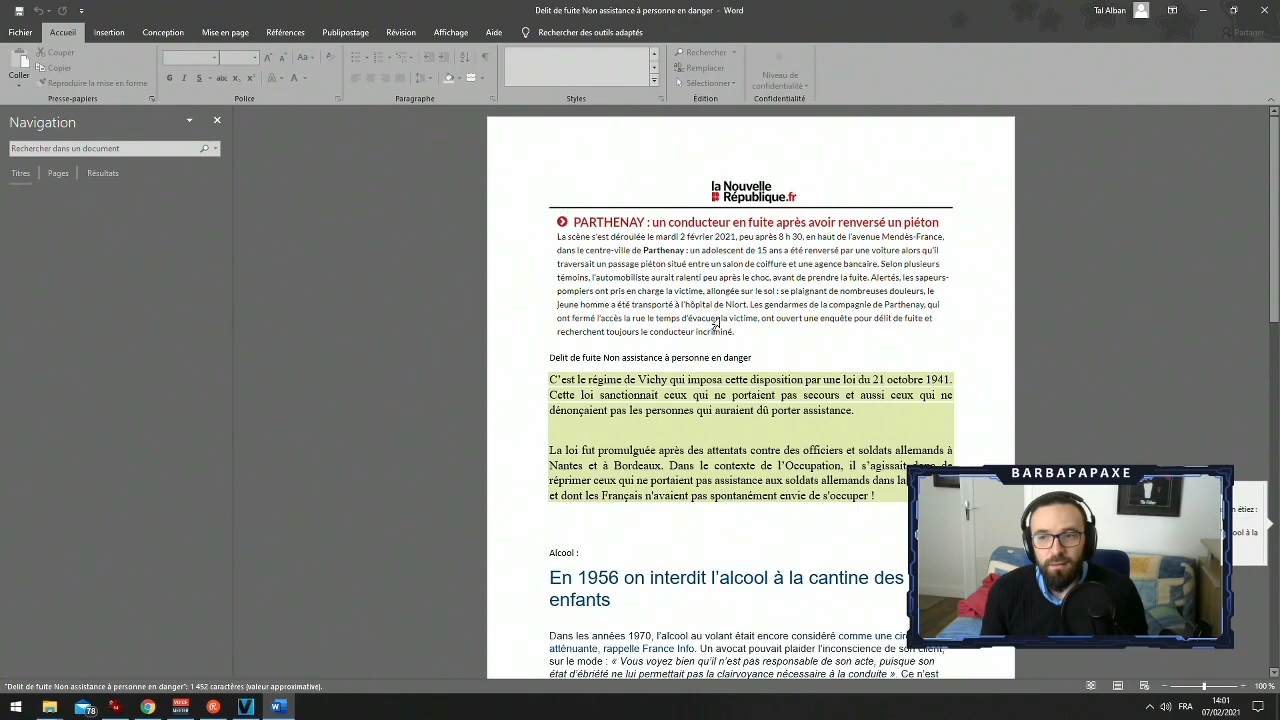 Delit de fuite Non assistance à personne en danger - Word
Tal Alban
Fichier Accueil Insertion Conception Mise en page Références Publipostage Révision Affichage Aide Rechercher des outils adaptés Partager
Coller
Couper
Copier
Reproduire la mise en forme
Rechercher
Remplacer
Sélectionner
Niveau de
confidentialité
Presse-papiers Police Paragraphe Styles Édition Confidentialité
Navigation
Rechercher dans un document
Titres Pages Résultats
la Nouvelle
République.fr
PARTHENAY : un conducteur en fuite après avoir renversé un piéton
La scène s'est déroulée le mardi 2 février 2021, peu après 8 h 30, en haut de l'avenue Mendès-France,
dans le centre-ville de Parthenay : un adolescent de 15 ans a été renversé par une voiture alors qu'il
traversait un passage piéton situé entre un salon de coiffure et une agence bancaire. Selon plusieurs
témoins, l'automobiliste aurait ralenti peu après le choc, avant de prendre la fuite. Alertés, les sapeurs-
pompiers ont pris en charge la victime, allongée sur le sol : se plaignant de nombreuses douleurs, le
jeune homme a été transporté à l'hôpital de Niort. Les gendarmes de la compagnie de Parthenay, qui
ont fermé l'accès la rue le temps d'évacuer la victime, ont ouvert une enquête pour délit de fuite et
recherchent toujours le conducteur incriminé.
Delit de fuite Non assistance à personne en danger
C'est le régime de Vichy qui imposa cette disposition par une loi du 21 octobre 1941.
Cette loi sanctionnait ceux qui ne portaient pas secours et aussi ceux qui ne
dénonçaient pas les personnes qui auraient dû porter assistance.
La loi fut promulguée après des attentats contre des officiers et soldats allemands à
Nantes et à Bordeaux. Dans le contexte de l'Occupation, il s'agissait donc de
réprimer ceux qui ne portaient pas assistance aux soldats allemands dans la
et dont les Français n'avaient pas spontanément envie de s'occuper !
BARBAPAPAXE
n étiez :
ool à la
Alcool :
En 1956 on interdit l'alcool à la cantine des
enfants
Dans les années 1970, l'alcool au volant était encore considéré comme une
atténuante, rappelle France Info. Un avocat pouvait plaider l'inconscience de son client,
sur le mode : « Vous voyez bien qu'il n'est pas responsable de son acte, puisque son
état d'ébriété ne lui permettait pas la clairvoyance nécessaire à la conduite ». Ce n'est
"Delit de fuite Non assistance à personne en danger": 1 452 caractères (valeur approximative).
100 %
78
VOICE
MEETER
FRA
14:01
07/02/2021